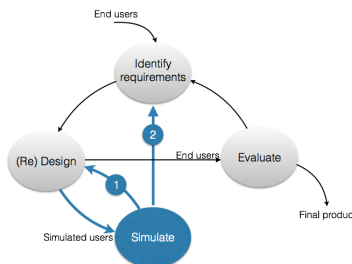 End users
Identify
requirements
2
(Re) Design
End users
Evaluate
1
Simulated users
Simulate
Final produc